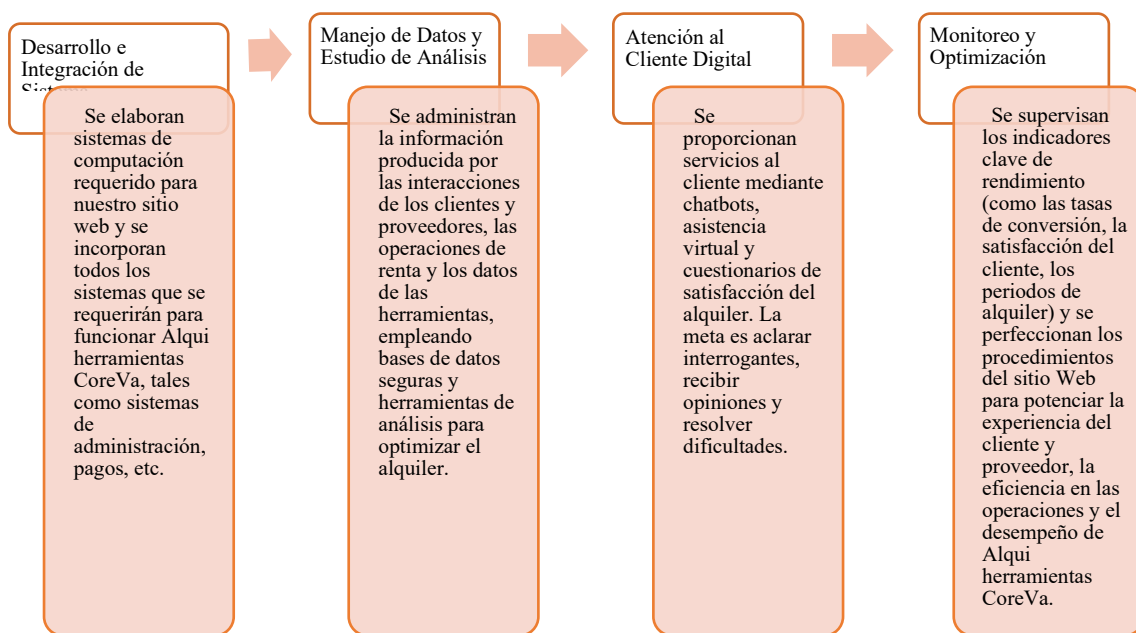 Desarrollo e
Integración de
Se elaboran
sistemas de
computación
requerido para
nuestro sitio
web y se
incorporan
todos los
sistemas que se
requerirán para
funcionar Alqui
herramientas
CoreVa, tales
como sistemas
de
administración,
pagos, etc.
Manejo de Datos y
Estudio de Análisis
Se administran
la información
producida por
las interacciones
de los clientes y
proveedores, las
operaciones de
renta y los datos
de las
herramientas,
empleando
bases de datos
seguras y
herramientas de
análisis para
optimizar el
alquiler.
Atención al
Cliente Digital
Se
proporcionan
servicios al
cliente mediante
chatbots,
asistencia
virtual y
cuestionarios de
satisfacción del
alquiler. La
meta es aclarar
interrogantes,
recibir
opiniones y
resolver
dificultades.
Monitoreo y
Optimización
Se supervisan
los indicadores
clave de
rendimiento
(como las tasas
de conversión, la
satisfacción del
cliente, los
periodos de
alquiler) y se
perfeccionan los
procedimientos
del sitio Web
para potenciar la
experiencia del
cliente y
proveedor, la
eficiencia en las
operaciones y el
desempeño de
Alqui
herramientas
CoreVa.